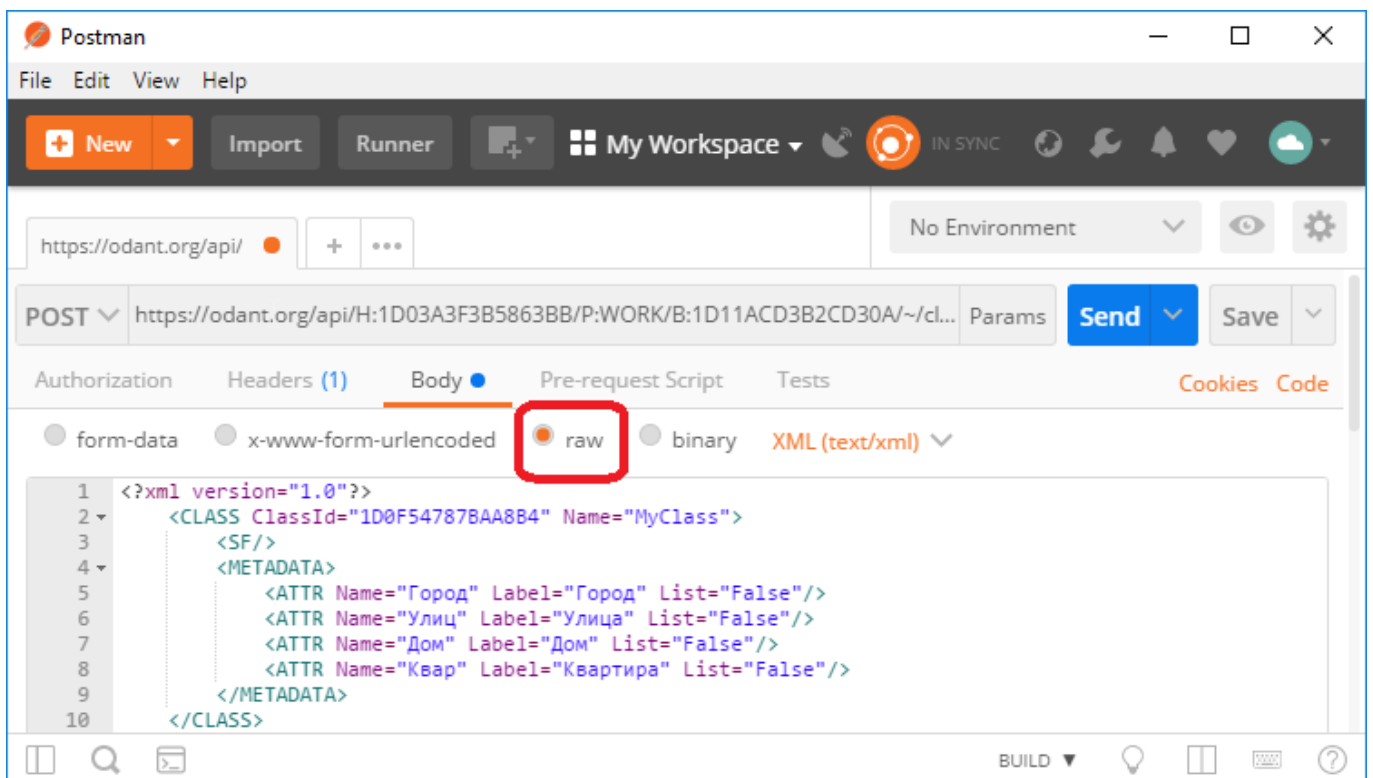 Postman
File Edit View Help
New Import Runner My Workspace IN SYNC
https://odant.org/api/ + ••• No Environment
POST https://odant.org/api/H:1D03A3F3B5863BB/P:WORK/B:1D11ACD3B2CD30A/~/cl... Params Send Save
Authorization Headers (1) Body Pre-request Script Tests Cookies Code
form-data x-www-form-urlencoded raw binary XML (text/xml)
1 <?xml version="1.0"?>
2 <CLASS ClassId="1D0F54787BAA8B4" Name="MyClass">
3 <SF/>
4 <METADATA>
5 <ATTR Name="Город" Label="Город" List="False"/>
6 <ATTR Name="Улиц" Label="Улица" List="False"/>
7 <ATTR Name="Дом" Label="Дом" List="False"/>
8 <ATTR Name="Квар" Label="Квартира" List="False"/>
9 </METADATA>
10 </CLASS>
BUILD